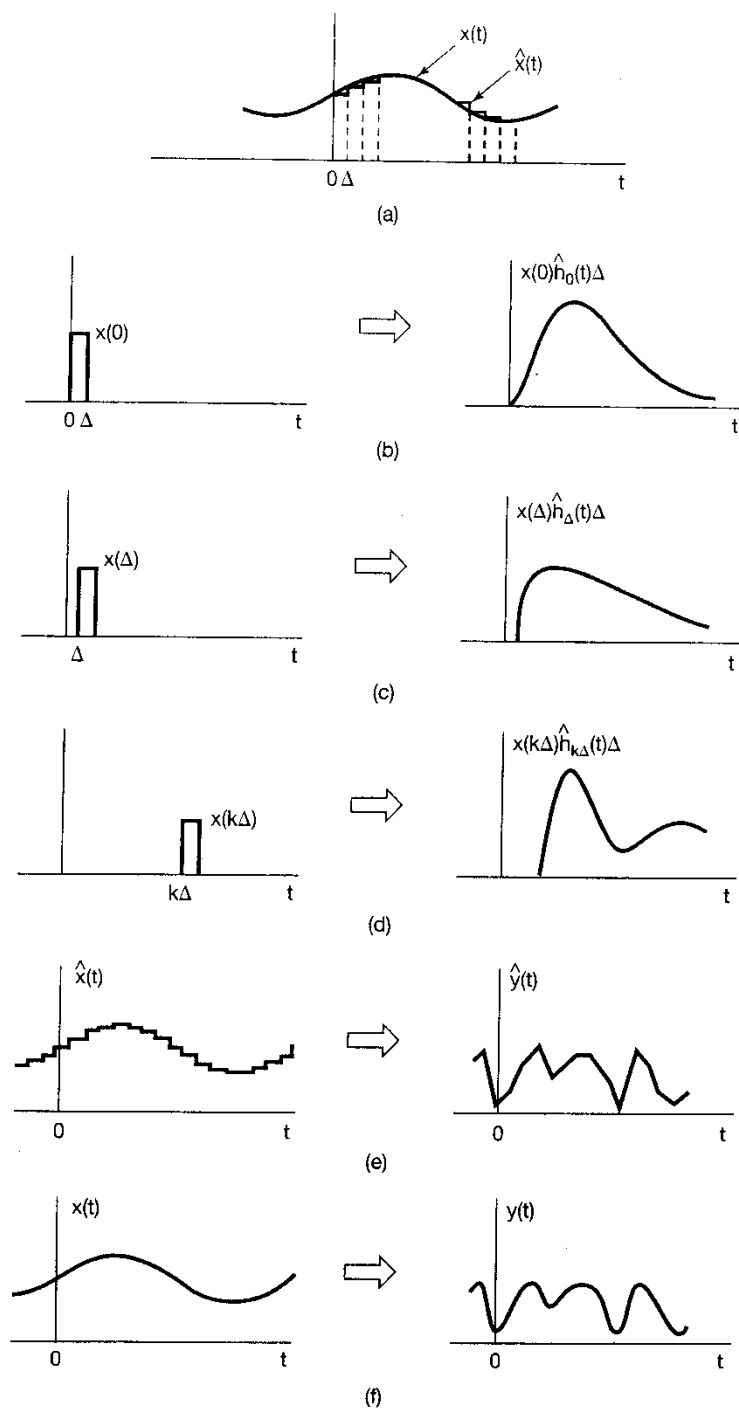 x(t)
x̂(t)
0 Δ t
(a)
x(0)
0 Δ t
x(0)ĥ₀(t)Δ
t
(b)
x(Δ)
Δ t
x(Δ)ĥ_Δ(t)Δ
t
(c)
x(kΔ)
kΔ t
x(kΔ)ĥ_kΔ(t)Δ
t
(d)
x̂(t)
0 t
ŷ(t)
0 t
(e)
x(t)
0 t
y(t)
0 t
(f)